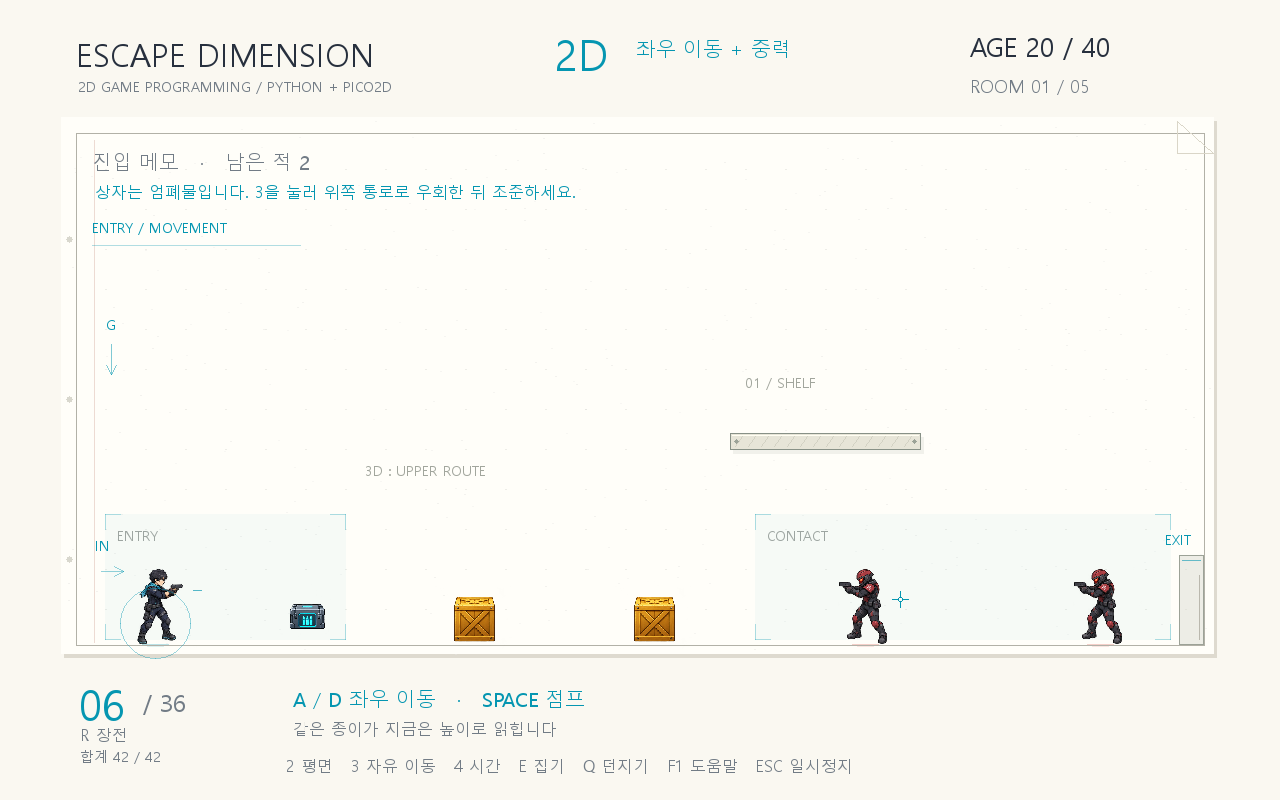 ESCAPE DIMENSION
2D GAME PROGRAMMING / PYTHON + PICO2D
2D 좌우 이동 + 중력
AGE 20 / 40
ROOM 01 / 05
진입 메모 · 남은 적 2
상자는 엄폐물입니다. 3을 눌러 위쪽 통로로 우회한 뒤 조준하세요.
ENTRY / MOVEMENT
G
01 / SHELF
3D : UPPER ROUTE
ENTRY
CONTACT
IN
EXIT
06 / 36
R 장전
합계 42 / 42
A / D 좌우 이동 · SPACE 점프
같은 종이가 지금은 높이로 읽힙니다
2 평면 3 자유 이동 4 시간 E 집기 Q 던지기 F1 도움말 ESC 일시정지